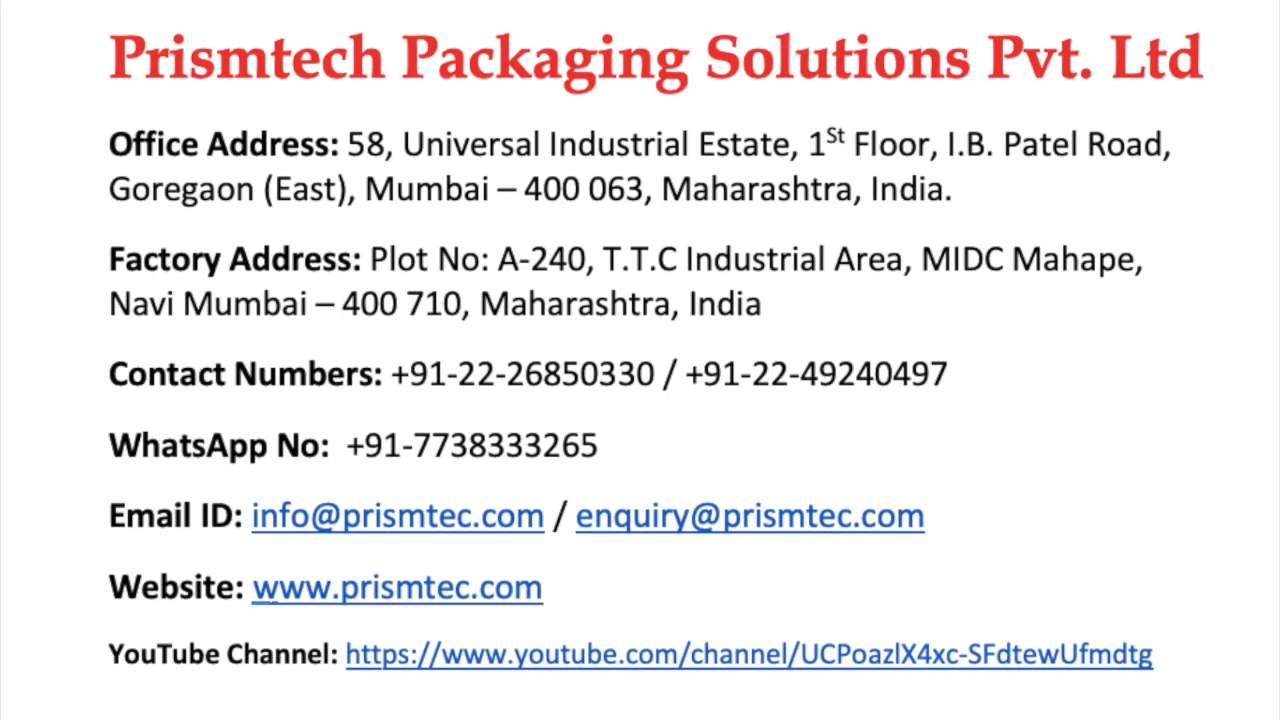 Prismtech Packaging Solutions Pvt. Ltd
Office Address: 58, Universal Industrial Estate, 1St Floor, I.B. Patel Road,
Goregaon (East), Mumbai – 400 063, Maharashtra, India.
Factory Address: Plot No: A-240, T.T.C Industrial Area, MIDC Mahape,
Navi Mumbai – 400 710, Maharashtra, India
Contact Numbers: +91-22-26850330 / +91-22-49240497
WhatsApp No: +91-7738333265
Email ID: info@prismtec.com / enquiry@prismtec.com
Website: www.prismtec.com
YouTube Channel: https://www.youtube.com/channel/UCPoazlX4xc-SFdtewUfmdtg